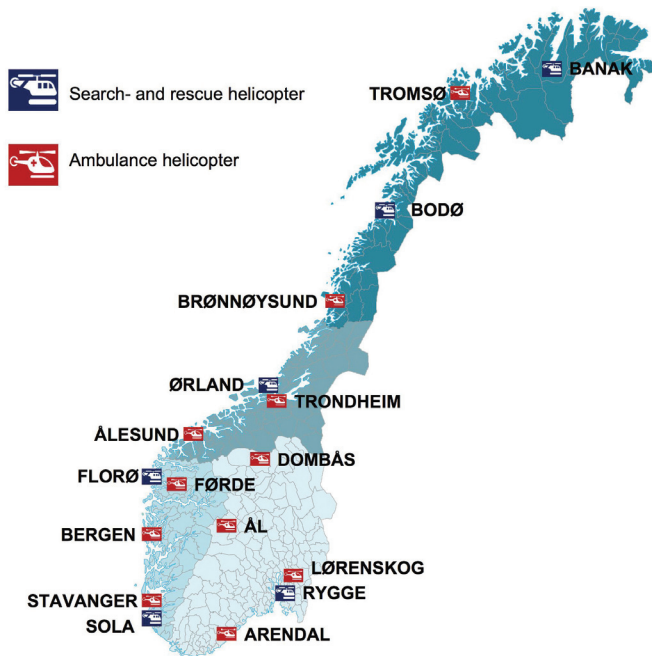 BANAK
TROMSØ
Search- and rescue helicopter
Ambulance helicopter
BODØ
BRØNNØYSUND
ØRLAND
TRONDHEIM
ÅLESUND
DOMBÅS
FLORØ
FØRDE
ÅL
BERGEN
LØRENSKOG
RYGGE
STAVANGER
SOLA
ARENDAL